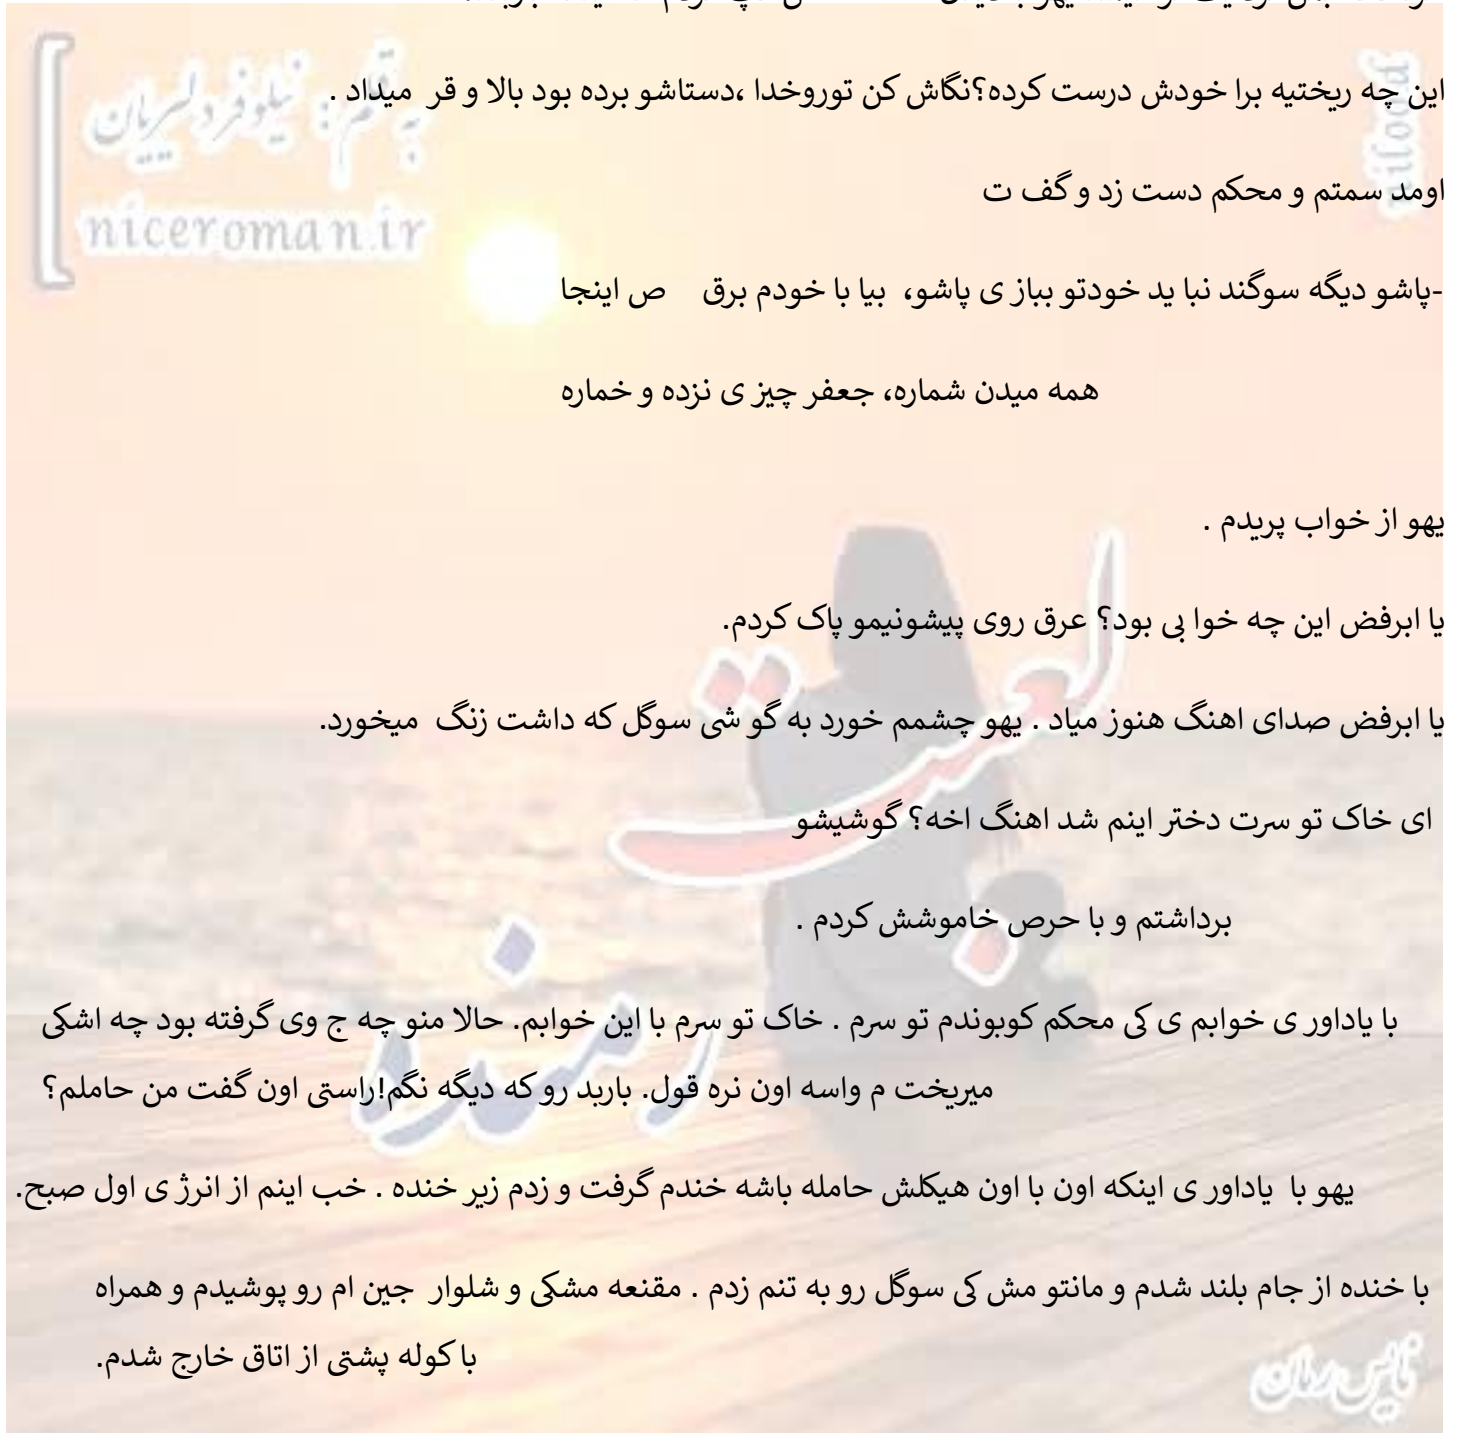 این چه ریختیه برا خودش درست کرده؟نگاش کن توروخدا ،دستاشو برده بود بالا و قر میداد .
اومد سمتم و محکم دست زد و گف ت
-پاشو دیگه سوگند نبا ید خودتو بباز ی پاشو، بیا با خودم برق ص اینجا
همه میدن شماره، جعفر چیز ی نزده و خماره
یهو از خواب پریدم .
یا ابرفض این چه خوا بی بود؟ عرق روی پیشونیمو پاک کردم.
یا ابرفض صدای اهنگ هنوز میاد . یهو چشمم خورد به گو شی سوگل که داشت زنگ میخورد.
ای خاک تو سرت دختر اینم شد اهنگ اخه؟ گوشیشو
برداشتم و با حرص خاموشش کردم .
با یاداور ی خوابم ی کی محکم کوبوندم تو سرم . خاک تو سرم با این خوابم. حالا منو چه ج وی گرفته بود چه اشکی
میریخت م واسه اون نره قول. باربد رو که دیگه نگم!راستی اون گفت من حاملم؟
یهو با یاداور ی اینکه اون با اون هیکلش حامله باشه خندم گرفت و زدم زیر خنده . خب اینم از انرژ ی اول صبح.
با خنده از جام بلند شدم و مانتو مش کی سوگل رو به تنم زدم . مقنعه مشکی و شلوار جین ام رو پوشیدم و همراه
با کوله پشتی از اتاق خارج شدم.
به قلم : نیلوفر دلسریان
niceroman.ir
لعبت
نایس رمان